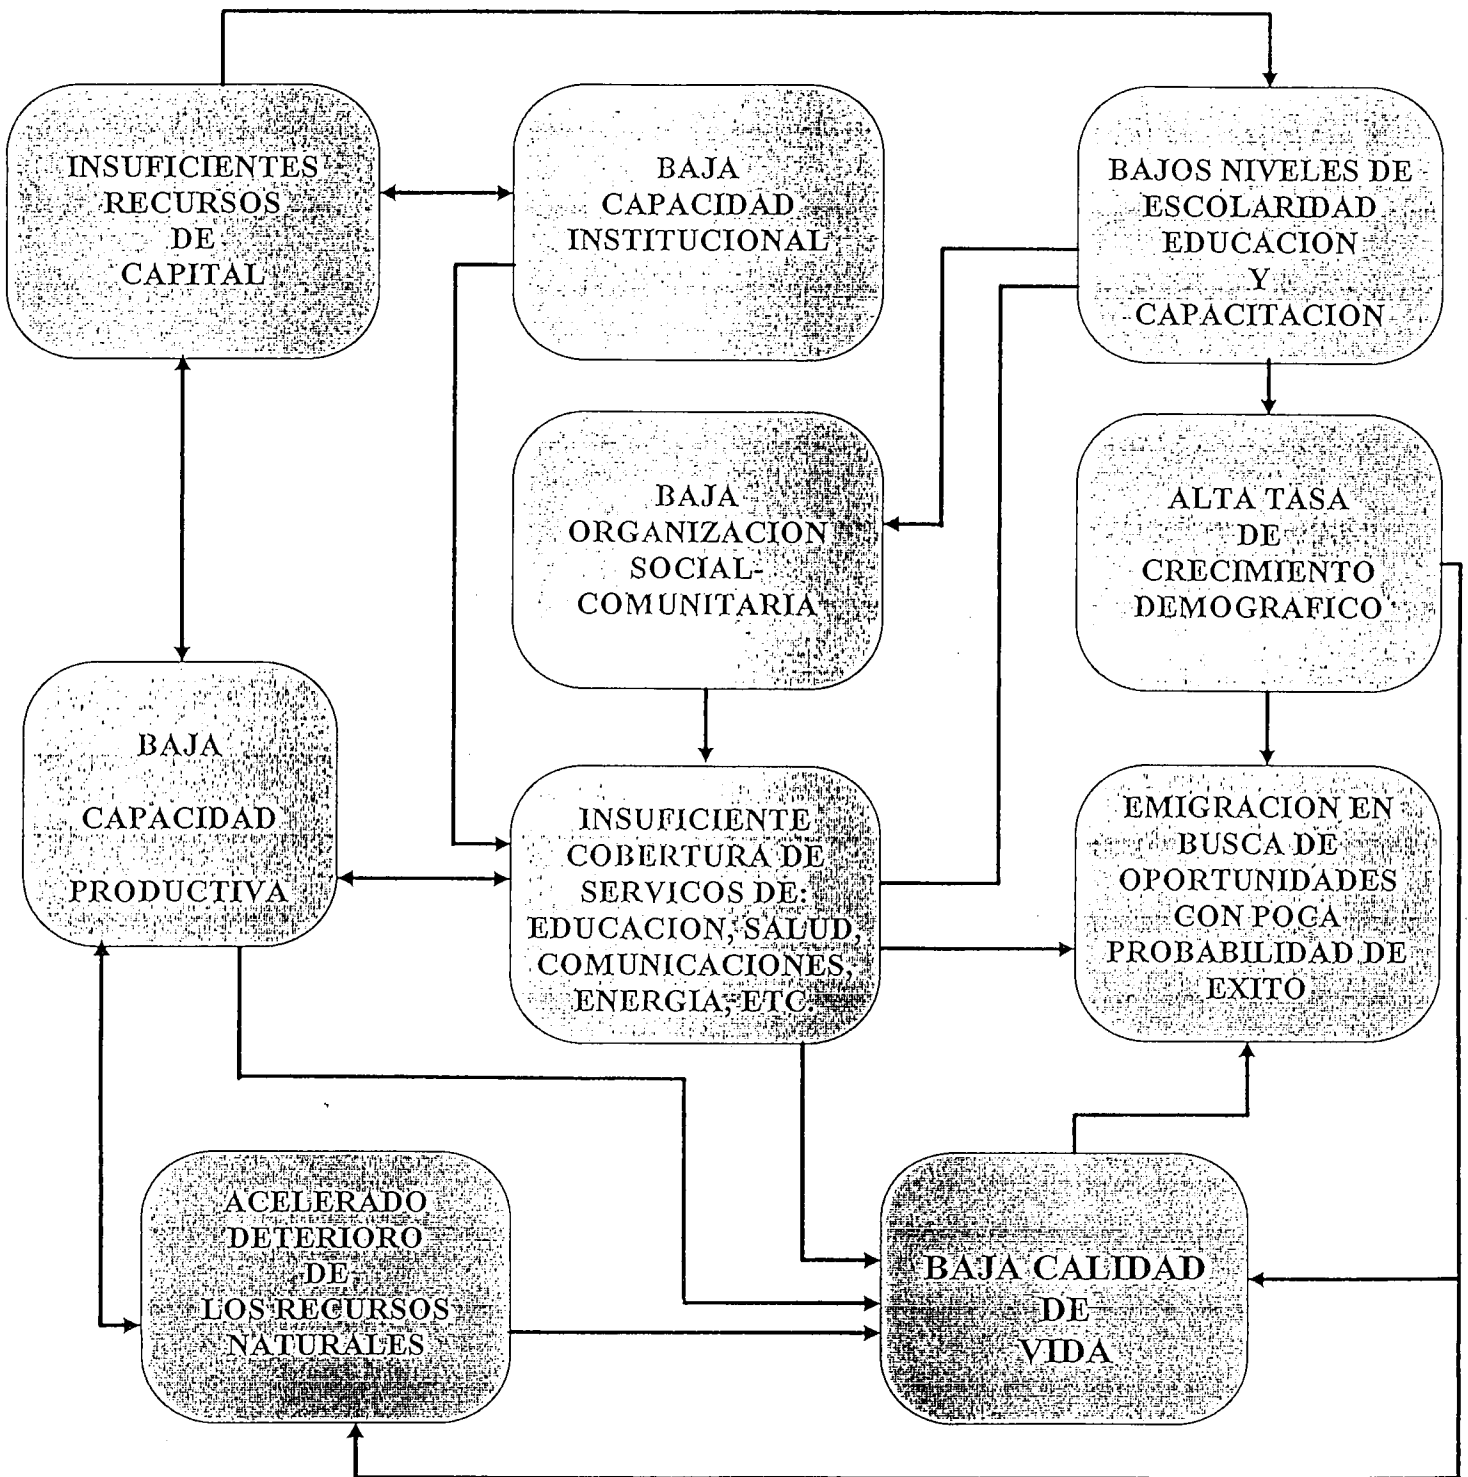 INSUFICIENTES
RECURSOS
DE
CAPITAL
BAJA
CAPACIDAD
INSTITUCIONAL
BAJOS NIVELES DE
ESCOLARIDAD
EDUCACION
Y
CAPACITACION
BAJA
ORGANIZACION
SOCIAL-
COMUNITARIA
ALTA TASA
DE
CRECIMIENTO
DEMOGRAFICO
BAJA
CAPACIDAD
PRODUCTIVA
INSUFICIENTE
COBERTURA DE
SERVICOS DE:
EDUCACION, SALUD,
COMUNICACIONES,
ENERGIA, ETC.
EMIGRACION EN
BUSCA DE
OPORTUNIDADES
CON POCA
PROBABILIDAD DE
EXITO
ACELERADO
DETERIORO
DE
LOS RECURSOS
NATURALES
BAJA CALIDAD
DE
VIDA